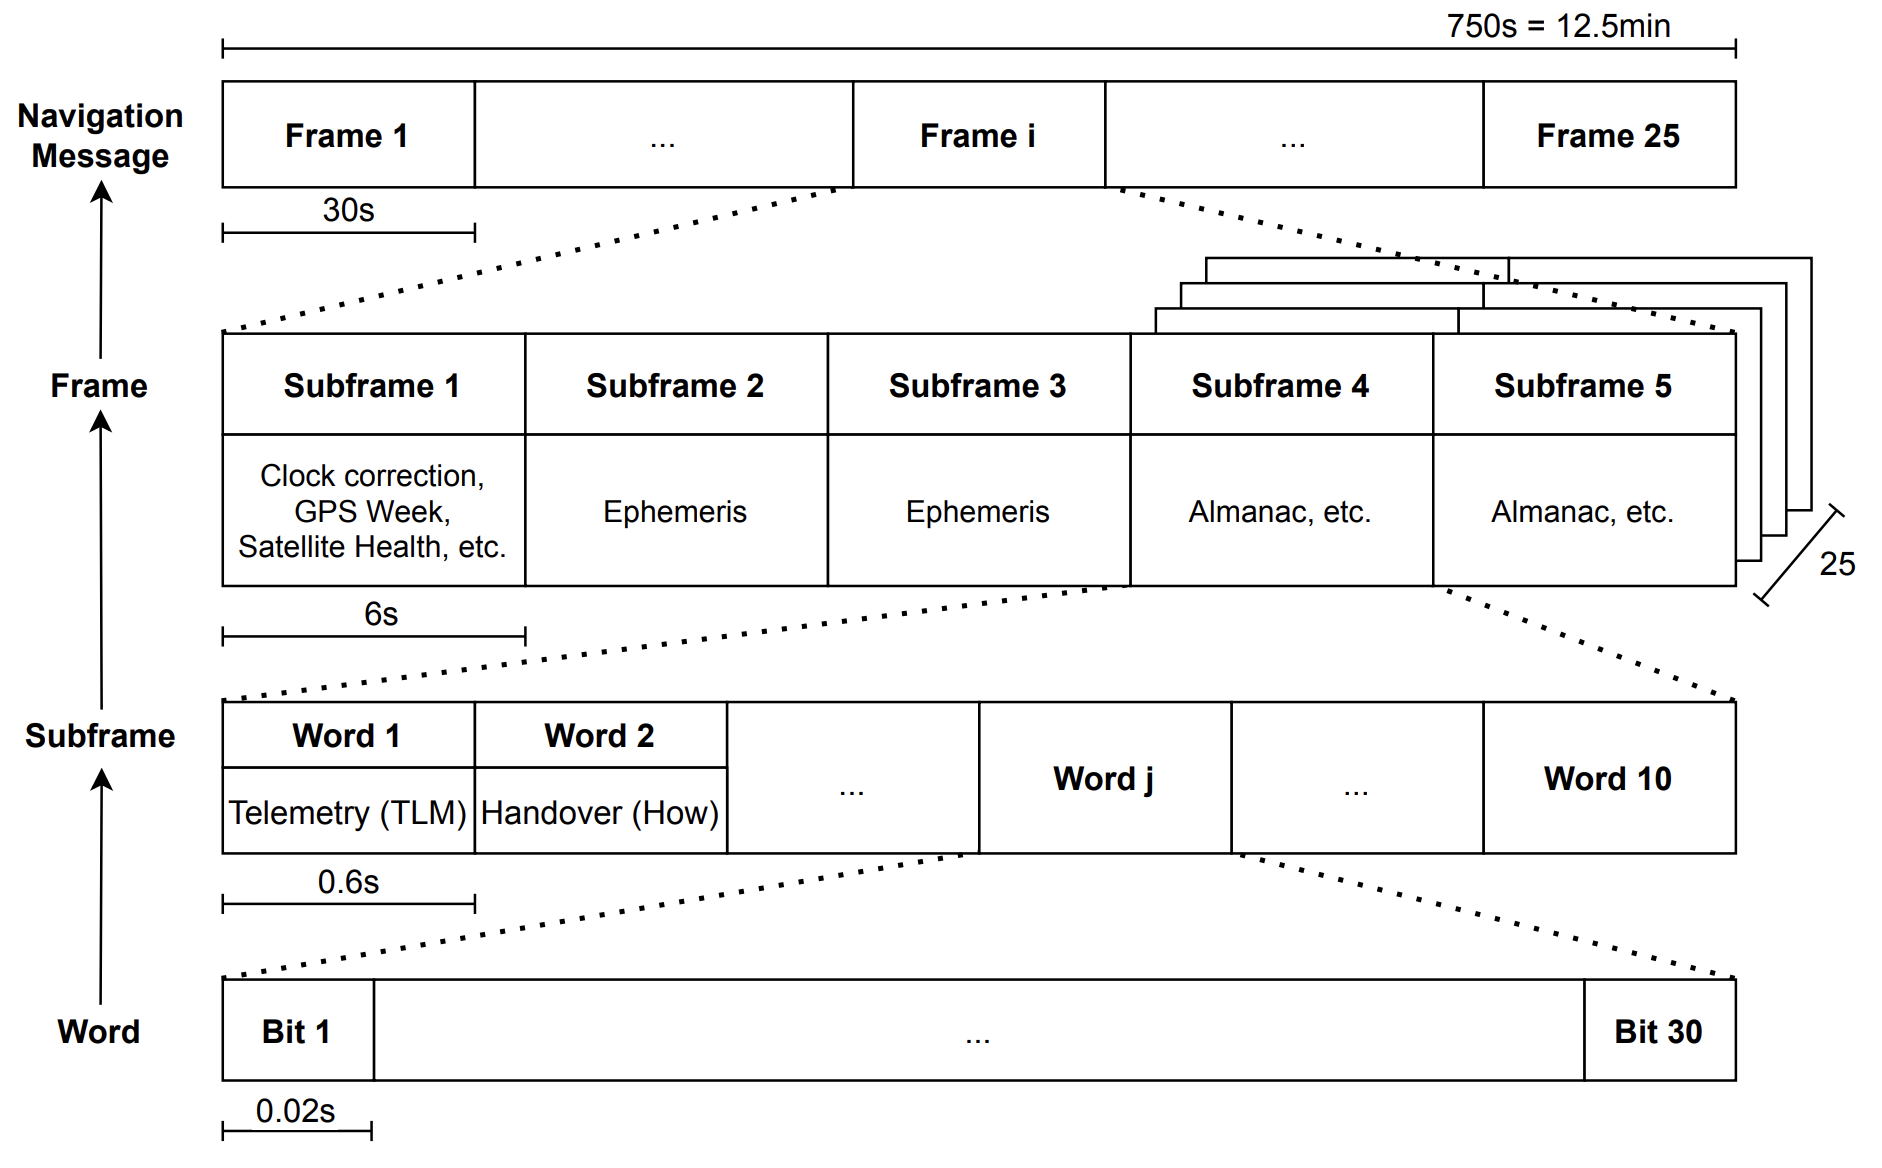 750s = 12.5min
Navigation
Message
Frame 1
...
Frame i
...
Frame 25
30s
Frame
Subframe 1
Subframe 2
Subframe 3
Subframe 4
Subframe 5
Clock correction,
GPS Week,
Satellite Health, etc.
Ephemeris
Ephemeris
Almanac, etc.
Almanac, etc.
25
6s
Subframe
Word 1
Word 2
...
Word j
...
Word 10
Telemetry (TLM)
Handover (How)
0.6s
Word
Bit 1
...
Bit 30
0.02s